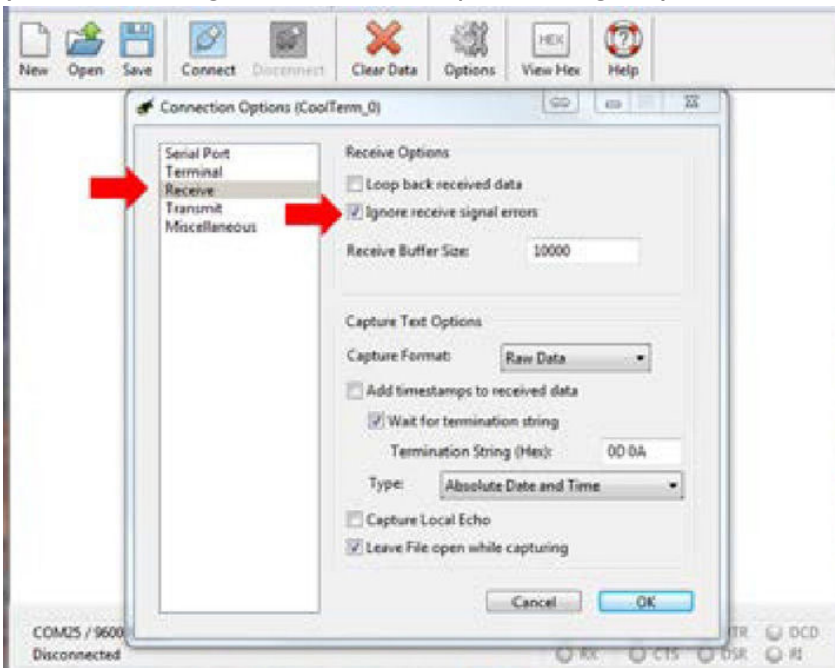 New Open Save Connect Disconnect Clear Data Options View Hex Help
HEX
Connection Options (CoolTerm_0)
Serial Port
Terminal
Receive
Transmit
Miscellaneous
Receive Options
Loop back received data
Ignore receive signal errors
Receive Buffer Size: 10000
Capture Text Options
Capture Format: Raw Data
Add timestamps to received data
Wait for termination string
Termination String (Hex): 0D 0A
Type: Absolute Date and Time
Capture Local Echo
Leave File open while capturing
Cancel OK
COM25 / 9600 DCD
Disconnected RX CTS DSR RI